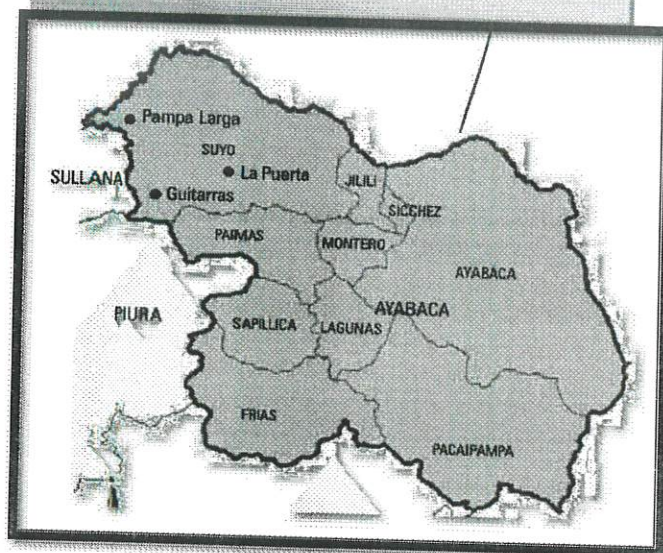 Pampa Larga
SUYO
SULLANA
La Puerta
JILILI
Guitarras
SICCHEZ
PAIMAS
MONTERO
AYABACA
PIURA
AYABACA
SAPILLICA
LAGUNAS
FRIAS
PACAIPAMPA